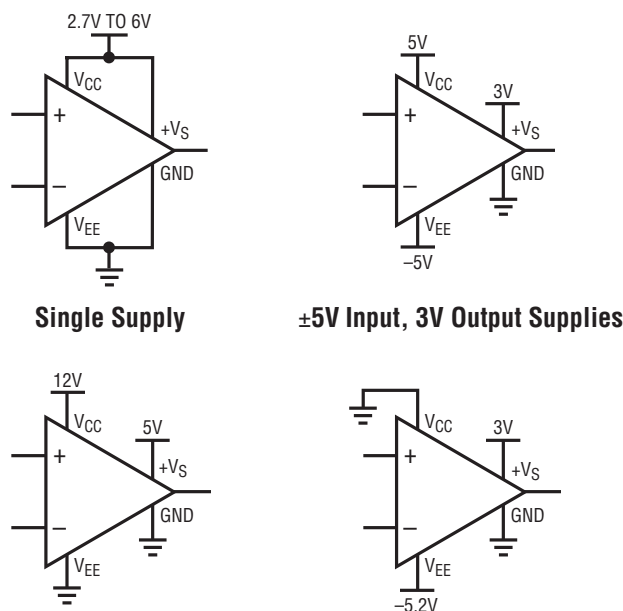 2.7V TO 6V
VCC
+
+VS
−
GND
VEE
Single Supply
5V
VCC
3V
+
+VS
−
GND
VEE
–5V
±5V Input, 3V Output Supplies
12V
VCC
5V
+
+VS
−
GND
VEE
VCC
3V
+
+VS
−
GND
VEE
–5.2V